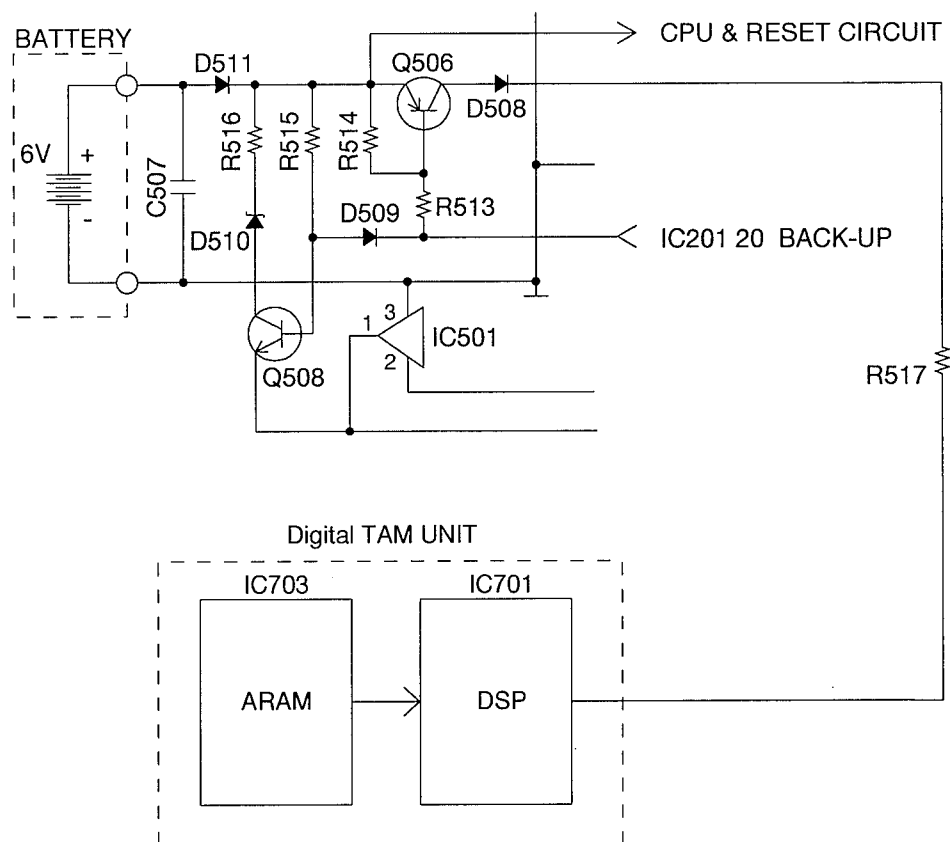 CPU & RESET CIRCUIT
BATTERY
D511
Q506
D508
R516
R515
R514
6V
+
-
C507
R513
D509
D510
IC201 20 BACK-UP
3
1
IC501
2
Q508
R517
Digital TAM UNIT
IC703
IC701
ARAM
DSP